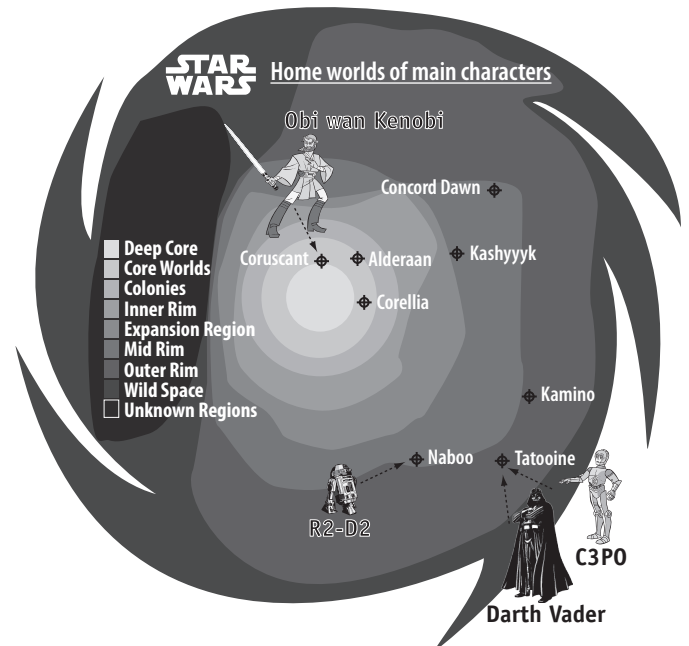 STAR
WARS
Home worlds of main characters
Obi wan Kenobi
Concord Dawn
Coruscant
Alderaan
Kashyyyk
Corellia
Deep Core
Core Worlds
Colonies
Inner Rim
Expansion Region
Mid Rim
Outer Rim
Wild Space
Unknown Regions
Kamino
Naboo
Tatooine
R2-D2
C3PO
Darth Vader